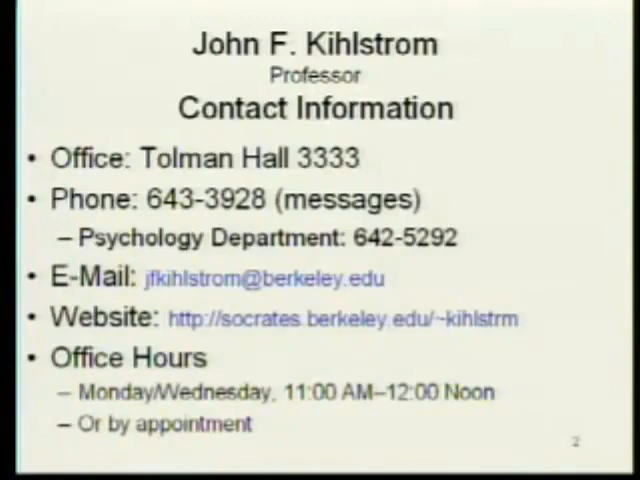 John F. Kihlstrom
Professor
Contact Information
• Office: Tolman Hall 3333
• Phone: 643-3928 (messages)
– Psychology Department: 642-5292
• E-Mail: jfkihlstrom@berkeley.edu
• Website: http://socrates.berkeley.edu/~kihlstrm
• Office Hours
– Monday/Wednesday, 11:00 AM–12:00 Noon
– Or by appointment
2